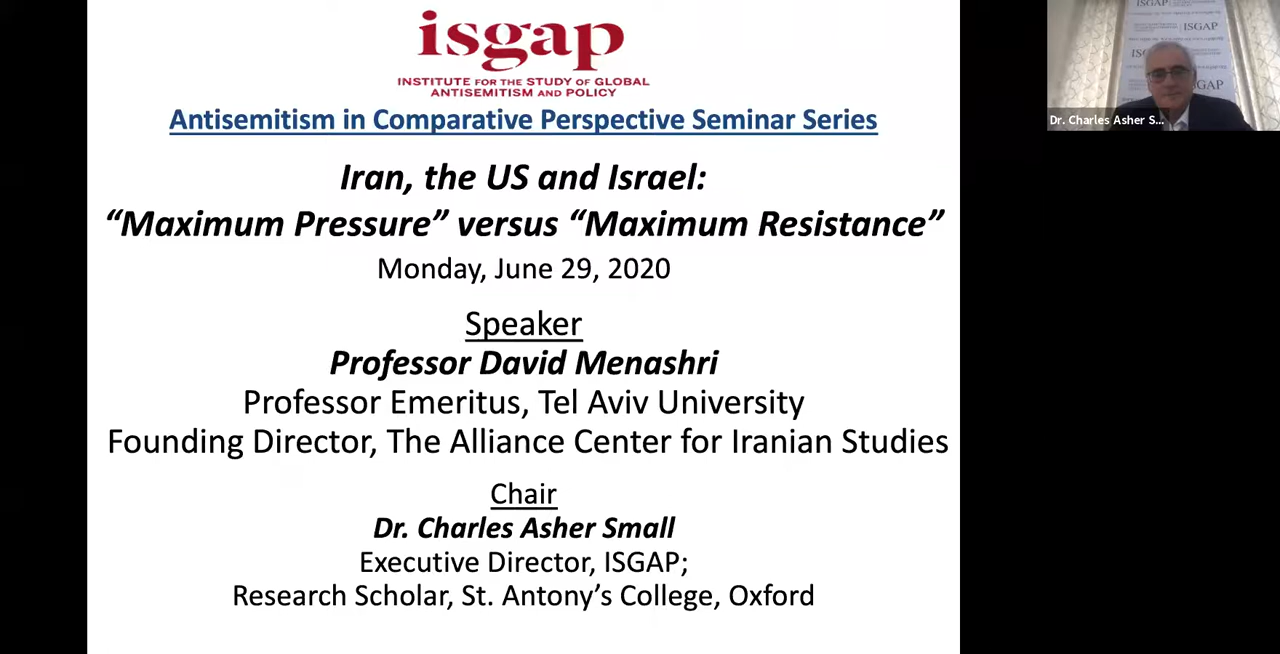 isgap
INSTITUTE FOR THE STUDY OF GLOBAL
ANTISEMITISM AND POLICY
Antisemitism in Comparative Perspective Seminar Series
Iran, the US and Israel:
“Maximum Pressure” versus “Maximum Resistance”
Monday, June 29, 2020
Speaker
Professor David Menashri
Professor Emeritus, Tel Aviv University
Founding Director, The Alliance Center for Iranian Studies
Chair
Dr. Charles Asher Small
Executive Director, ISGAP;
Research Scholar, St. Antony’s College, Oxford
ISGAP
ISGAP
Dr. Charles Asher S...